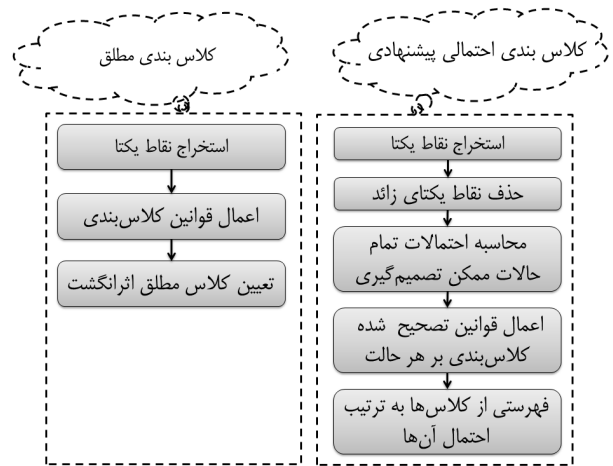 کلاس بندی احتمالی پیشنهادی
استخراج نقاط یکتا
حذف نقاط یکتای زائد
محاسبه احتمالات تمام
حالات ممکن تصمیم‌گیری
اعمال قوانین تصحیح شده
کلاس‌بندی بر هر حالت
فهرستی از کلاس‌ها به ترتیب
احتمال آن‌ها
کلاس بندی مطلق
استخراج نقاط یکتا
اعمال قوانین کلاس‌بندی
تعیین کلاس مطلق اثرانگشت